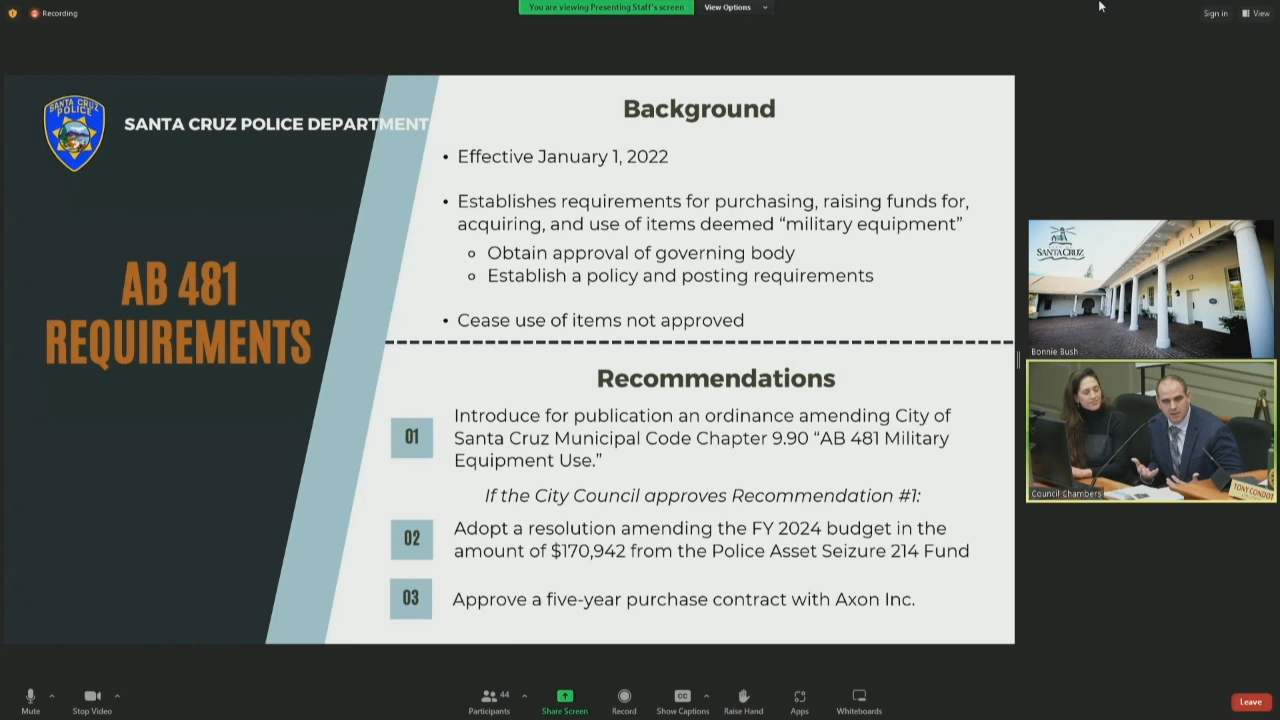 Recording
You are viewing Presenting Staff's screen
View Options
Sign in
View
SANTA CRUZ POLICE
SANTA CRUZ POLICE DEPARTMENT
AB 481
REQUIREMENTS
Background
• Effective January 1, 2022
• Establishes requirements for purchasing, raising funds for,
acquiring, and use of items deemed “military equipment”
Obtain approval of governing body
Establish a policy and posting requirements
• Cease use of items not approved
Recommendations
01
Introduce for publication an ordinance amending City of
Santa Cruz Municipal Code Chapter 9.90 “AB 481 Military
Equipment Use.”
If the City Council approves Recommendation #1:
02
Adopt a resolution amending the FY 2024 budget in the
amount of $170,942 from the Police Asset Seizure 214 Fund
03
Approve a five-year purchase contract with Axon Inc.
SANTA CRUZ
HALL
Bonnie Bush
Council Chambers
TONY CONDOT
Mute
Stop Video
Participants
44
Share Screen
Record
CC
Show Captions
Raise Hand
Apps
Whiteboards
Leave